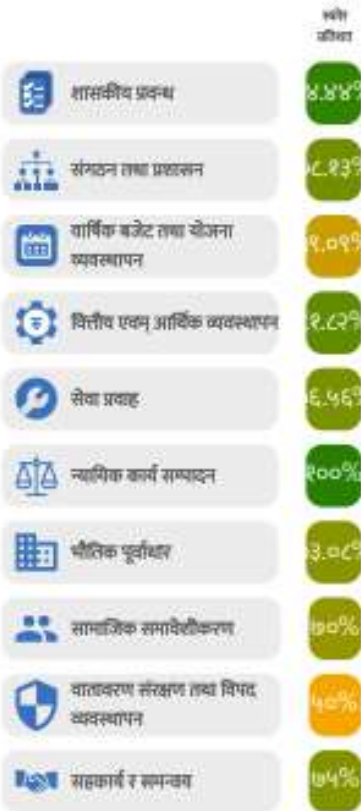 स्कोर
प्रतिशत
शासकीय प्रवन्ध
संगठन तथा प्रशासन
वार्षिक बजेट तथा योजना
व्यवस्थापन
वित्तीय एवम् आर्थिक व्यवस्थापन
सेवा प्रवाह
न्यायिक कार्य सम्पादन
१००%
भौतिक पूर्वाधार
सामाजिक समावेशीकरण
७०%
वातावरण संरक्षण तथा विपद
व्यवस्थापन
५०%
सहकार्य र समन्वय
७५%